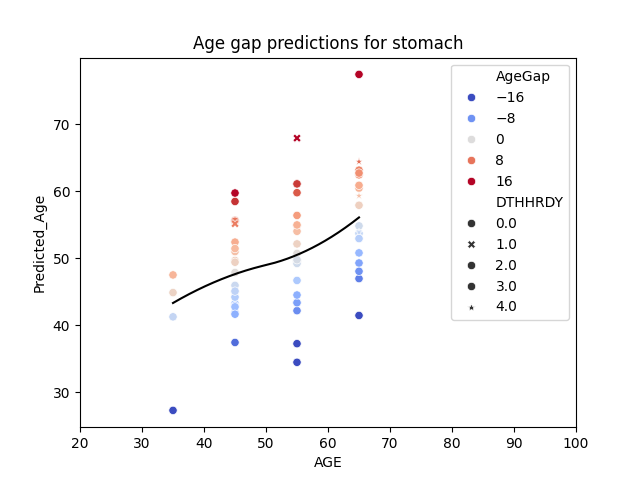 Age gap predictions for stomach
Predicted_Age
70
60
50
40
30
20 30 40 50 60 70 80 90 100
AGE
AgeGap
−16
−8
0
8
16
DTHHRDY
0.0
1.0
2.0
3.0
4.0